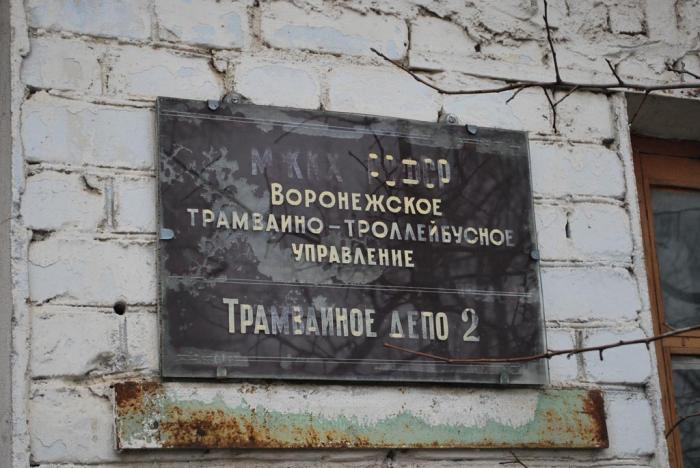 МЖКХ РСФСР
ВОРОНЕЖСКОЕ
ТРАМВАЙНО-ТРОЛЛЕЙБУСНОЕ
УПРАВЛЕНИЕ
ТРАМВАЙНОЕ ДЕПО 2